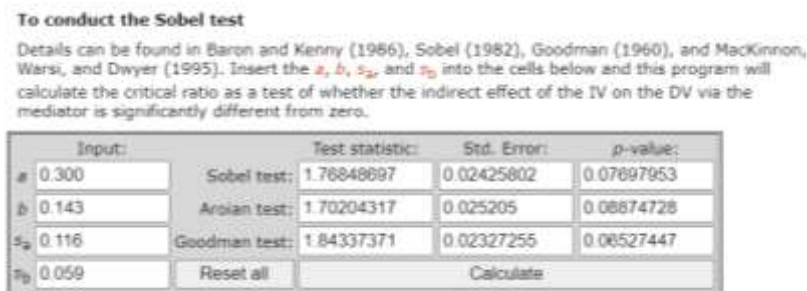 To conduct the Sobel test
Details can be found in Baron and Kenny (1986), Sobel (1982), Goodman (1960), and MacKinnon,
Warsi, and Dwyer (1995). Insert the a, b, sa, and sb into the cells below and this program will
calculate the critical ratio as a test of whether the indirect effect of the IV on the DV via the
mediator is significantly different from zero.
Input: Test statistic: Std. Error: p-value:
a 0.300 Sobel test: 1.76848697 0.02425802 0.07697953
b 0.143 Aroian test: 1.70204317 0.025205 0.08874728
sa 0.116 Goodman test: 1.84337371 0.02327255 0.06527447
sb 0.059 Reset all Calculate